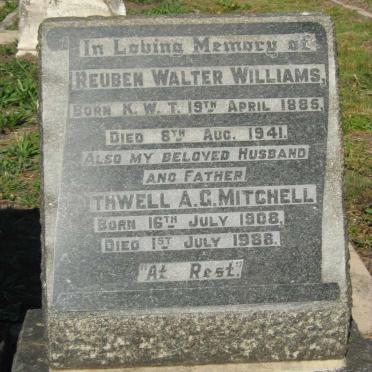 In Loving Memory of
REUBEN WALTER WILLIAMS,
BORN K.W.T. 19TH APRIL 1885,
DIED 8TH AUG. 1941.
ALSO MY BELOVED HUSBAND
AND FATHER
OTHWELL A.G. MITCHELL
BORN 16TH JULY 1908,
DIED 1ST JULY 1988.
"At Rest."